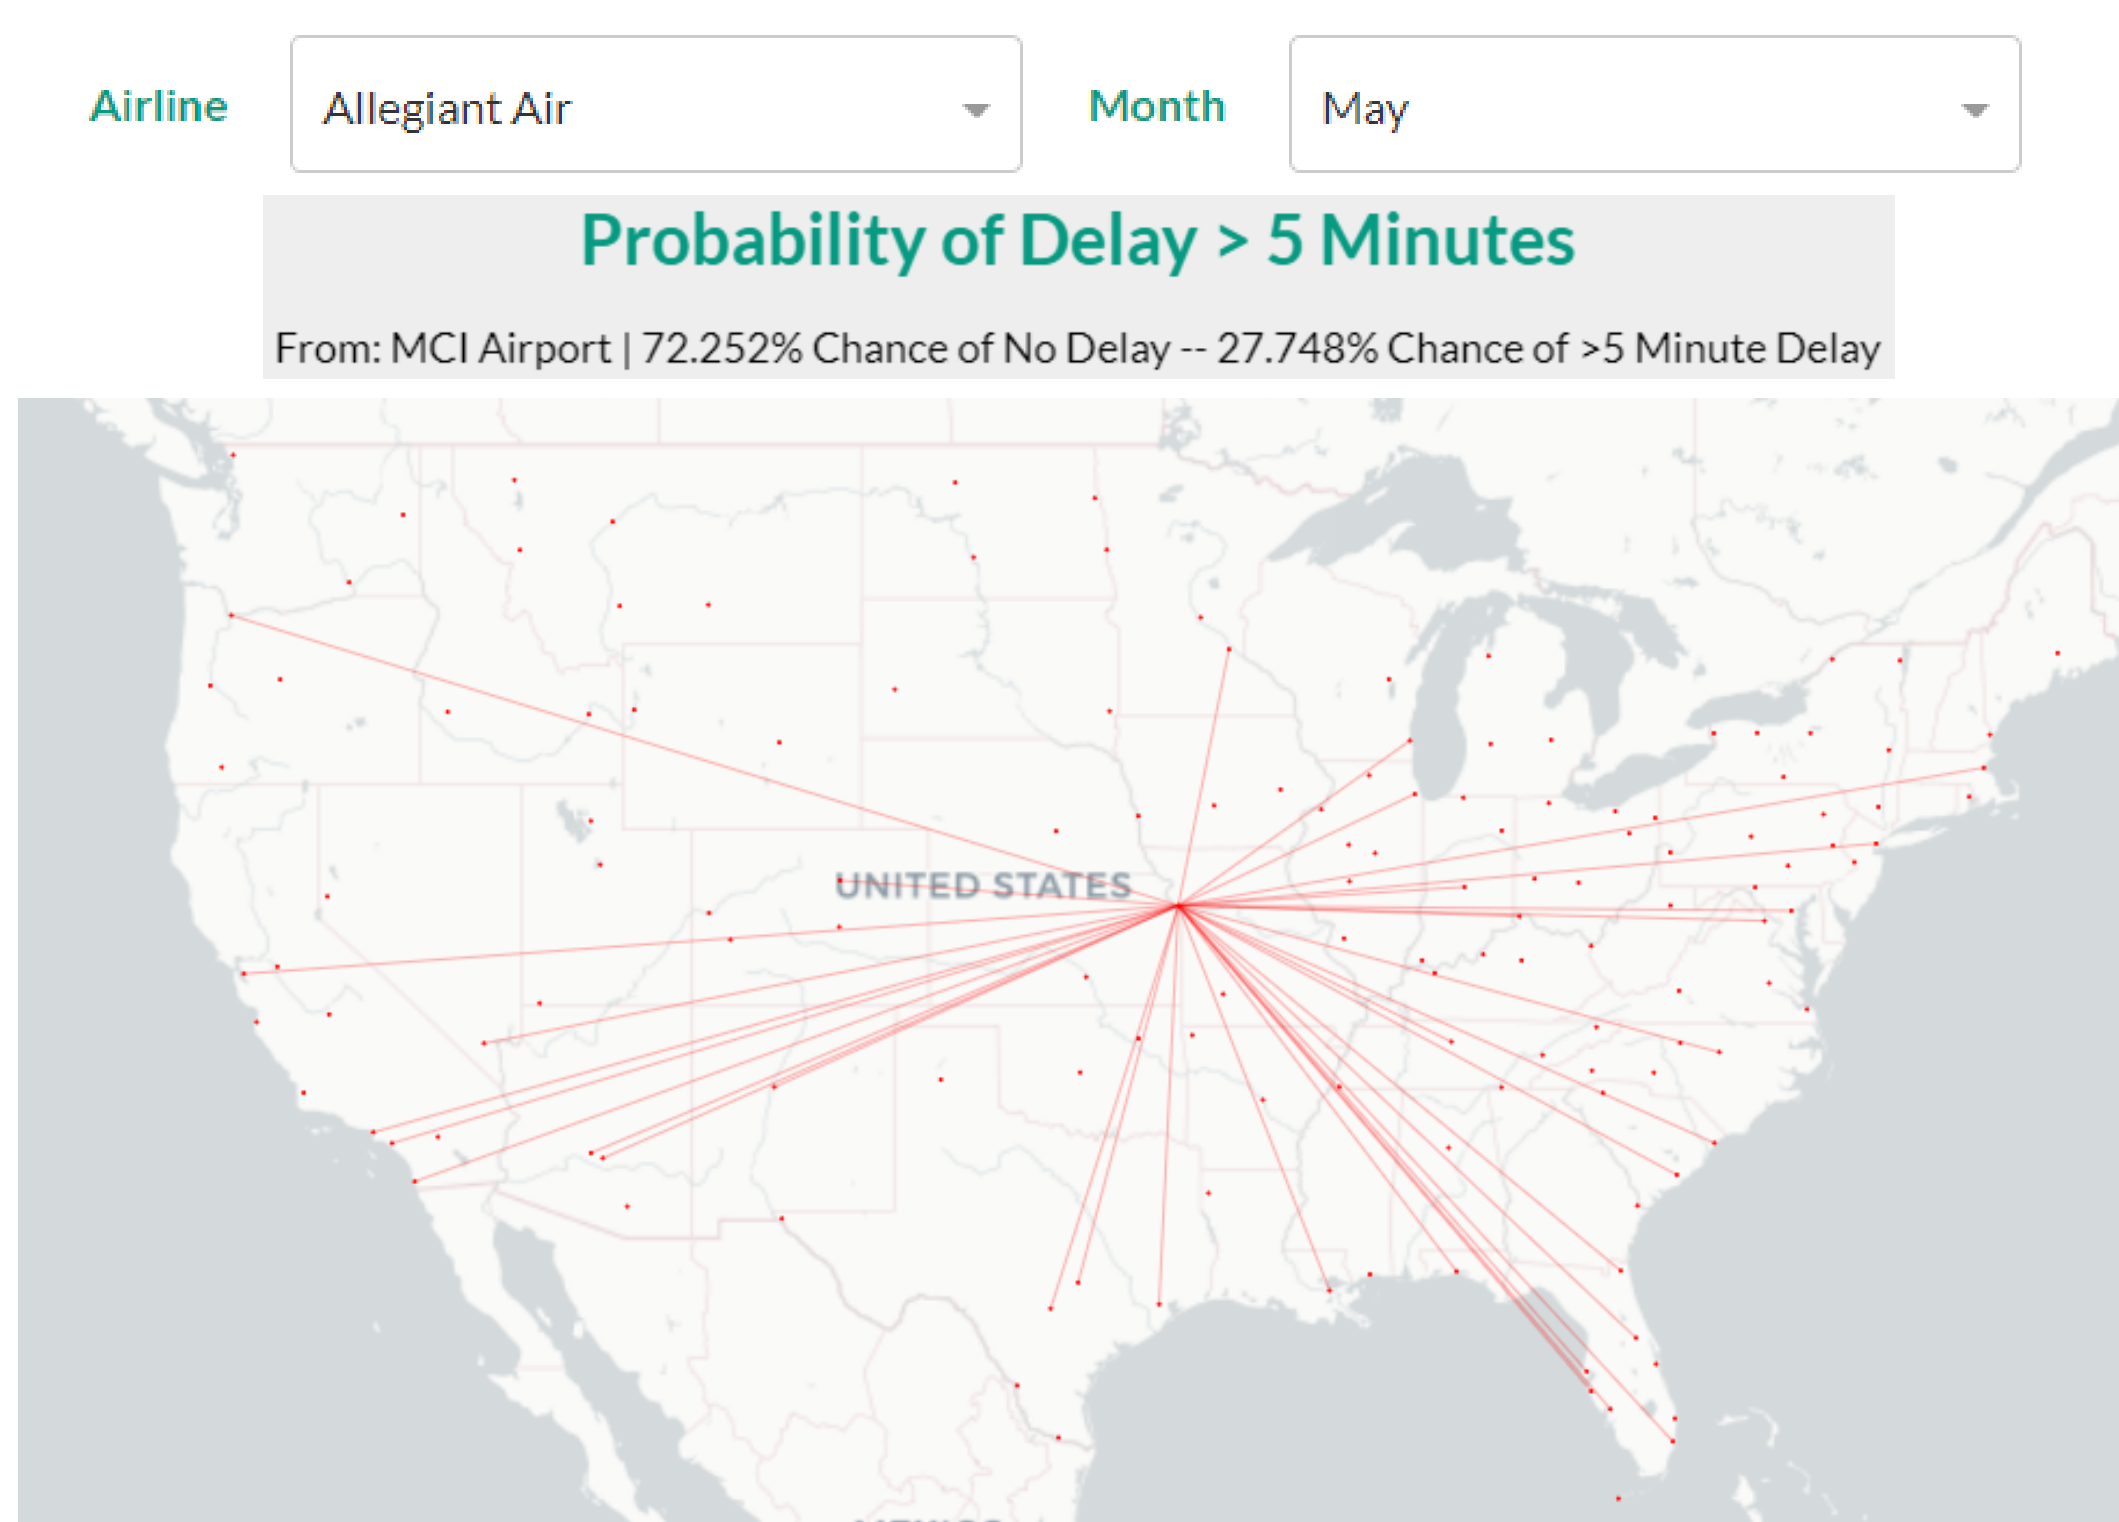 Airline Allegiant Air Month May
Probability of Delay > 5 Minutes
From: MCI Airport | 72.252% Chance of No Delay -- 27.748% Chance of >5 Minute Delay
UNITED STATES
MEXICO